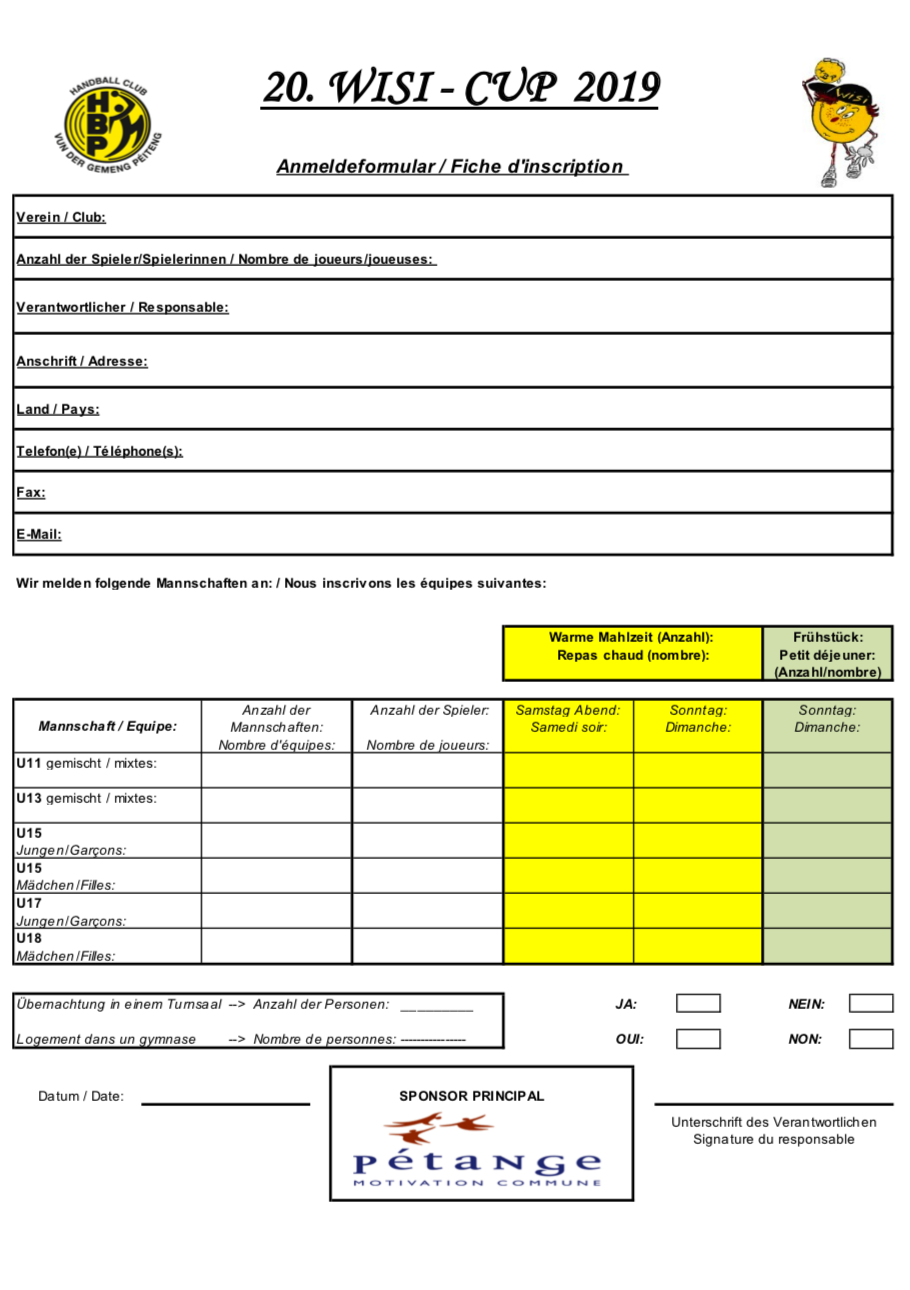 20. WISI - CUP 2019
HANDBALL CLUB
HBP
VUN DER GEMENG PEITENG
WISI
Anmeldeformular / Fiche d'inscription
Verein / Club:
Anzahl der Spieler/Spielerinnen / Nombre de joueurs/joueuses:
Verantwortlicher / Responsable:
Anschrift / Adresse:
Land / Pays:
Telefon(e) / Téléphone(s):
Fax:
E-Mail:
Wir melden folgende Mannschaften an: / Nous inscrivons les équipes suivantes:
Warme Mahlzeit (Anzahl):
Repas chaud (nombre):
Frühstück:
Petit déjeuner:
(Anzahl/nombre)
Mannschaft / Equipe:
Anzahl der
Mannschaften:
Nombre d'équipes:
Anzahl der Spieler:
Nombre de joueurs:
Samstag Abend:
Samedi soir:
Sonntag:
Dimanche:
Sonntag:
Dimanche:
U11 gemischt / mixtes:
U13 gemischt / mixtes:
U15
Jungen/Garçons:
U15
Mädchen/Filles:
U17
Jungen/Garçons:
U18
Mädchen/Filles:
Übernachtung in einem Turnsaal --> Anzahl der Personen: __________
JA:
NEIN:
Logement dans un gymnase --> Nombre de personnes: ----------------
OUI:
NON:
Datum / Date:
SPONSOR PRINCIPAL
pétange
MOTIVATION COMMUNE
Unterschrift des Verantwortlichen
Signature du responsable